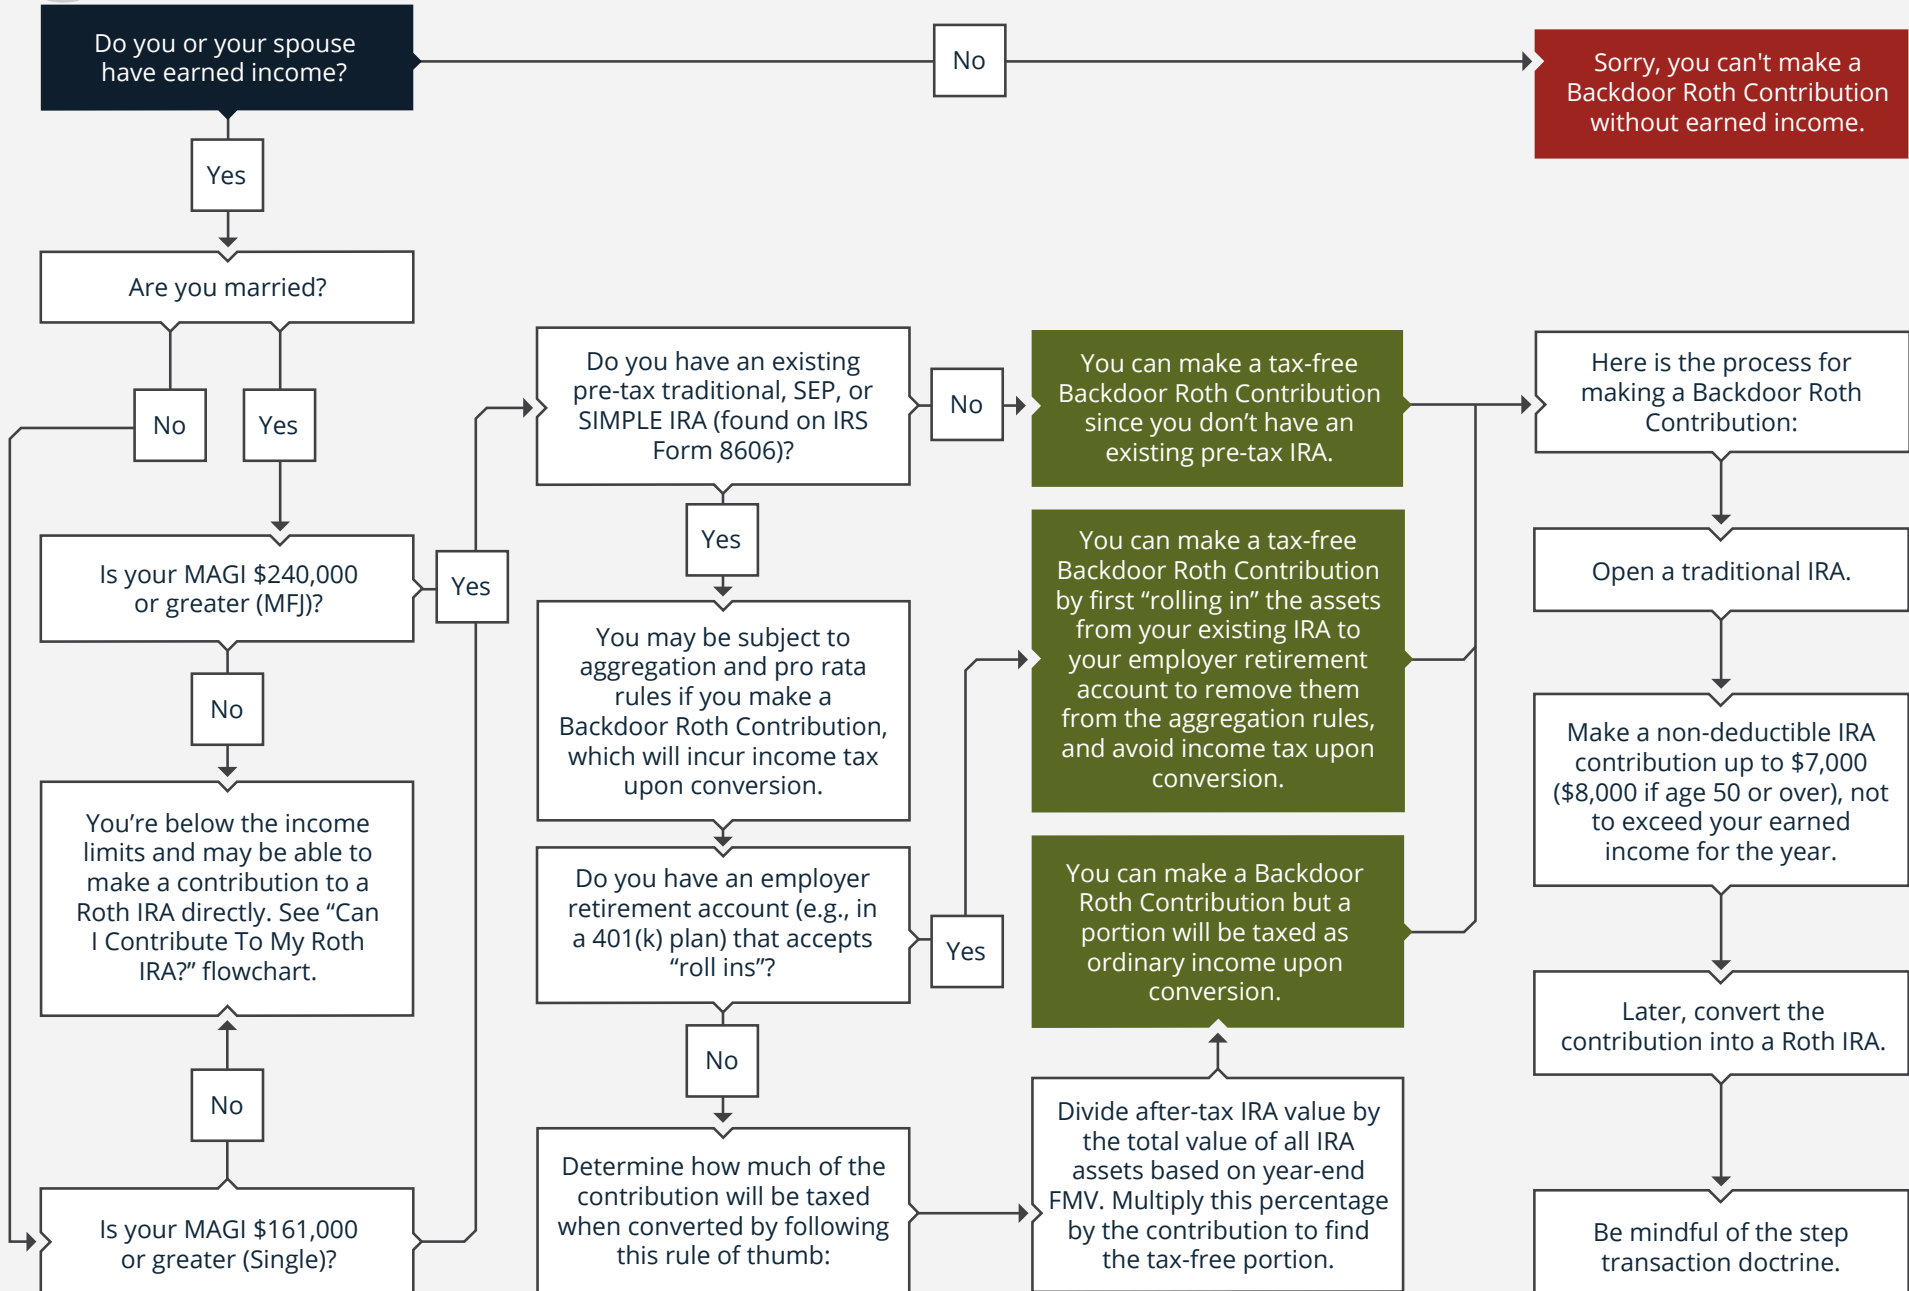 Do you or your spouse
have earned income?
No
Sorry, you can't make a
Backdoor Roth Contribution
without earned income.
Yes
Are you married?
No
Yes
Is your MAGI $240,000
or greater (MFJ)?
Yes
No
You’re below the income
limits and may be able to
make a contribution to a
Roth IRA directly. See “Can
I Contribute To My Roth
IRA?” flowchart.
No
Is your MAGI $161,000
or greater (Single)?
Do you have an existing
pre-tax traditional, SEP, or
SIMPLE IRA (found on IRS
Form 8606)?
No
Yes
You may be subject to
aggregation and pro rata
rules if you make a
Backdoor Roth Contribution,
which will incur income tax
upon conversion.
Do you have an employer
retirement account (e.g., in
a 401(k) plan) that accepts
“roll ins”?
Yes
No
Determine how much of the
contribution will be taxed
when converted by following
this rule of thumb:
You can make a tax-free
Backdoor Roth Contribution
since you don’t have an
existing pre-tax IRA.
You can make a tax-free
Backdoor Roth Contribution
by first “rolling in” the assets
from your existing IRA to
your employer retirement
account to remove them
from the aggregation rules,
and avoid income tax upon
conversion.
You can make a Backdoor
Roth Contribution but a
portion will be taxed as
ordinary income upon
conversion.
Divide after-tax IRA value by
the total value of all IRA
assets based on year-end
FMV. Multiply this percentage
by the contribution to find
the tax-free portion.
Here is the process for
making a Backdoor Roth
Contribution:
Open a traditional IRA.
Make a non-deductible IRA
contribution up to $7,000
($8,000 if age 50 or over), not
to exceed your earned
income for the year.
Later, convert the
contribution into a Roth IRA.
Be mindful of the step
transaction doctrine.